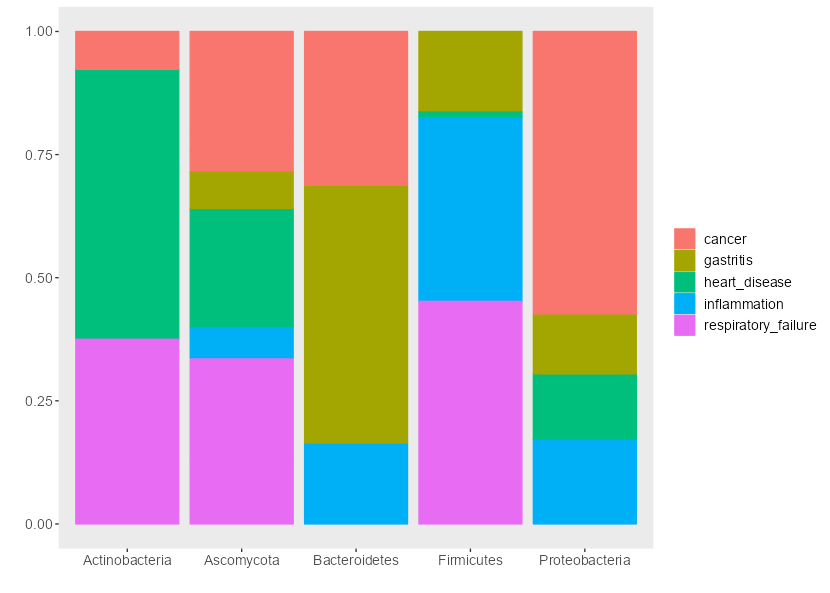 1.00
0.75
0.50
0.25
0.00
Actinobacteria Ascomycota Bacteroidetes Firmicutes Proteobacteria
cancer
gastritis
heart_disease
inflammation
respiratory_failure